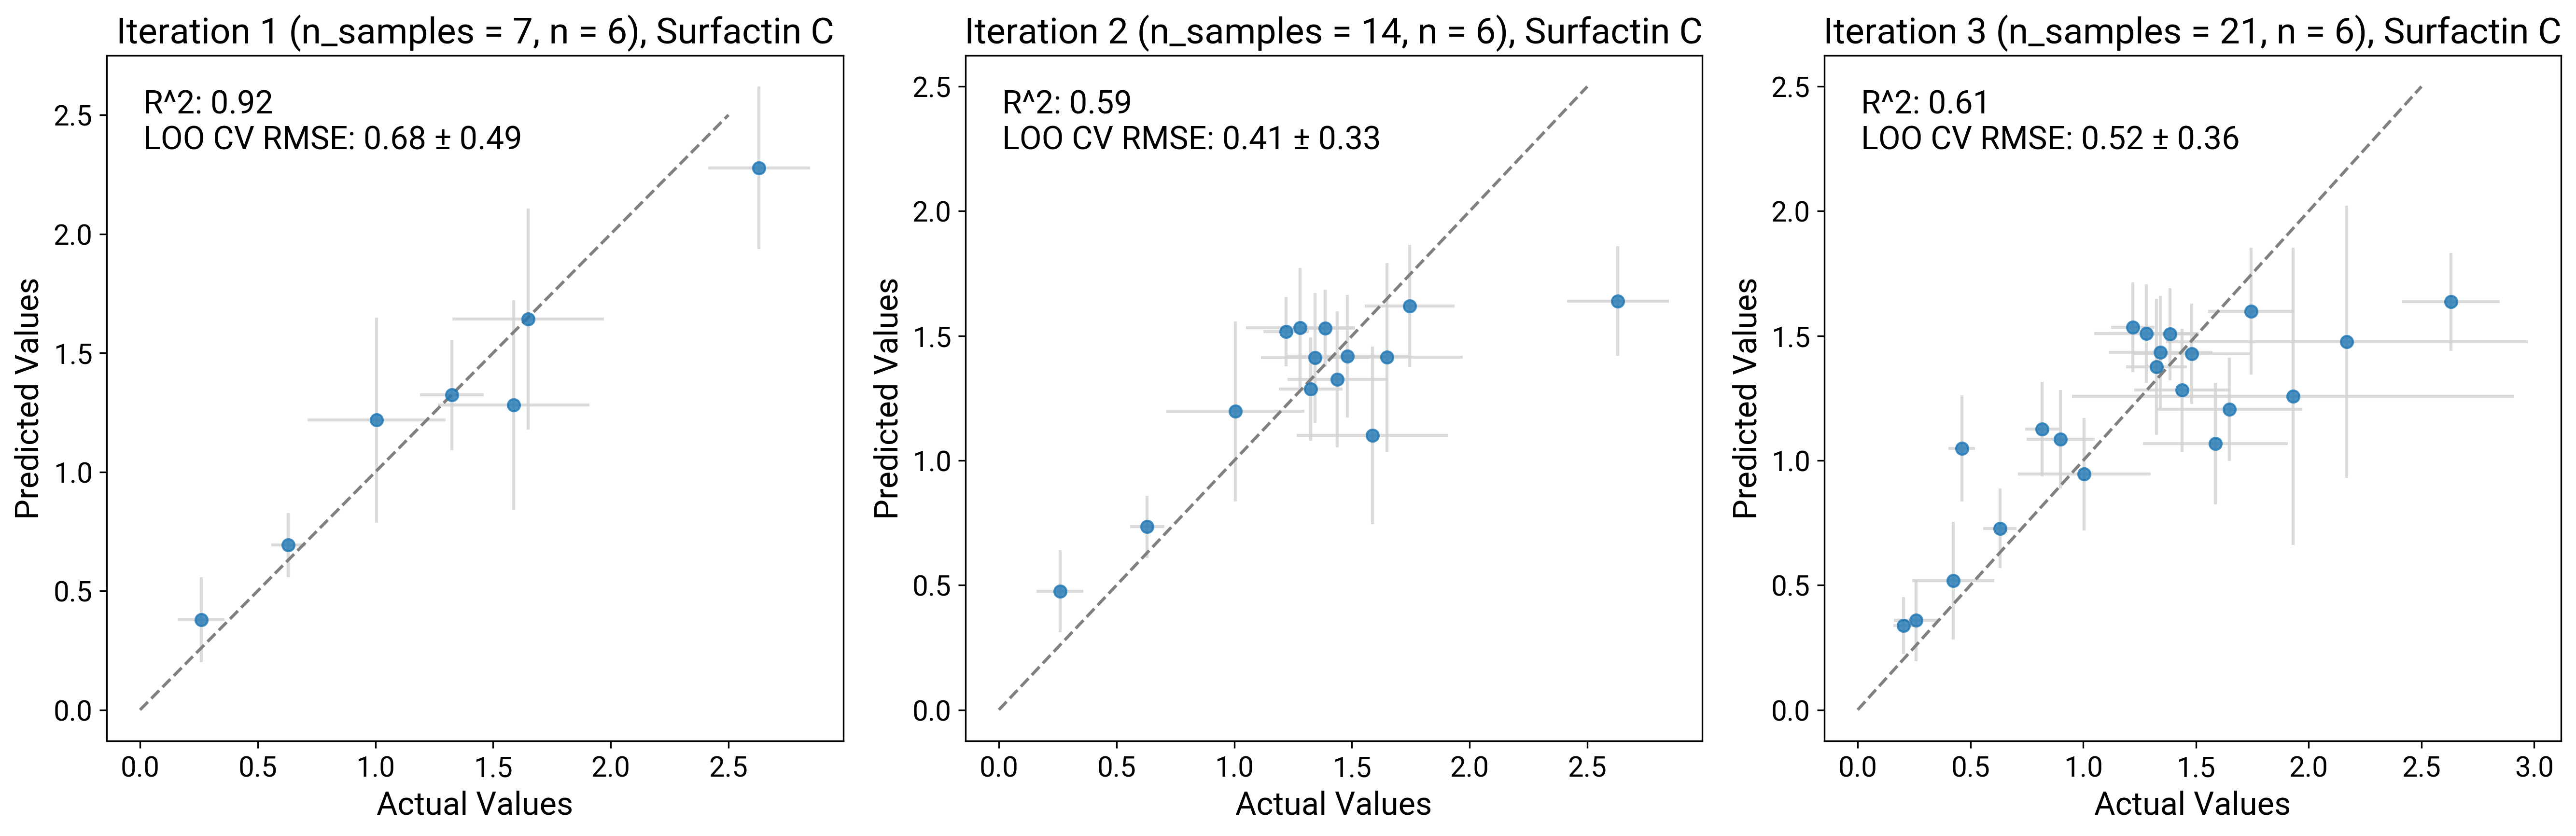 Iteration 1 (n_samples = 7, n = 6), Surfactin C
R^2: 0.92
LOO CV RMSE: 0.68 ± 0.49
Predicted Values
2.5
2.0
1.5
1.0
0.5
0.0
0.0 0.5 1.0 1.5 2.0 2.5
Actual Values
Iteration 2 (n_samples = 14, n = 6), Surfactin C
R^2: 0.59
LOO CV RMSE: 0.41 ± 0.33
Predicted Values
2.5
2.0
1.5
1.0
0.5
0.0
0.0 0.5 1.0 1.5 2.0 2.5
Actual Values
Iteration 3 (n_samples = 21, n = 6), Surfactin C
R^2: 0.61
LOO CV RMSE: 0.52 ± 0.36
Predicted Values
2.5
2.0
1.5
1.0
0.5
0.0
0.0 0.5 1.0 1.5 2.0 2.5 3.0
Actual Values